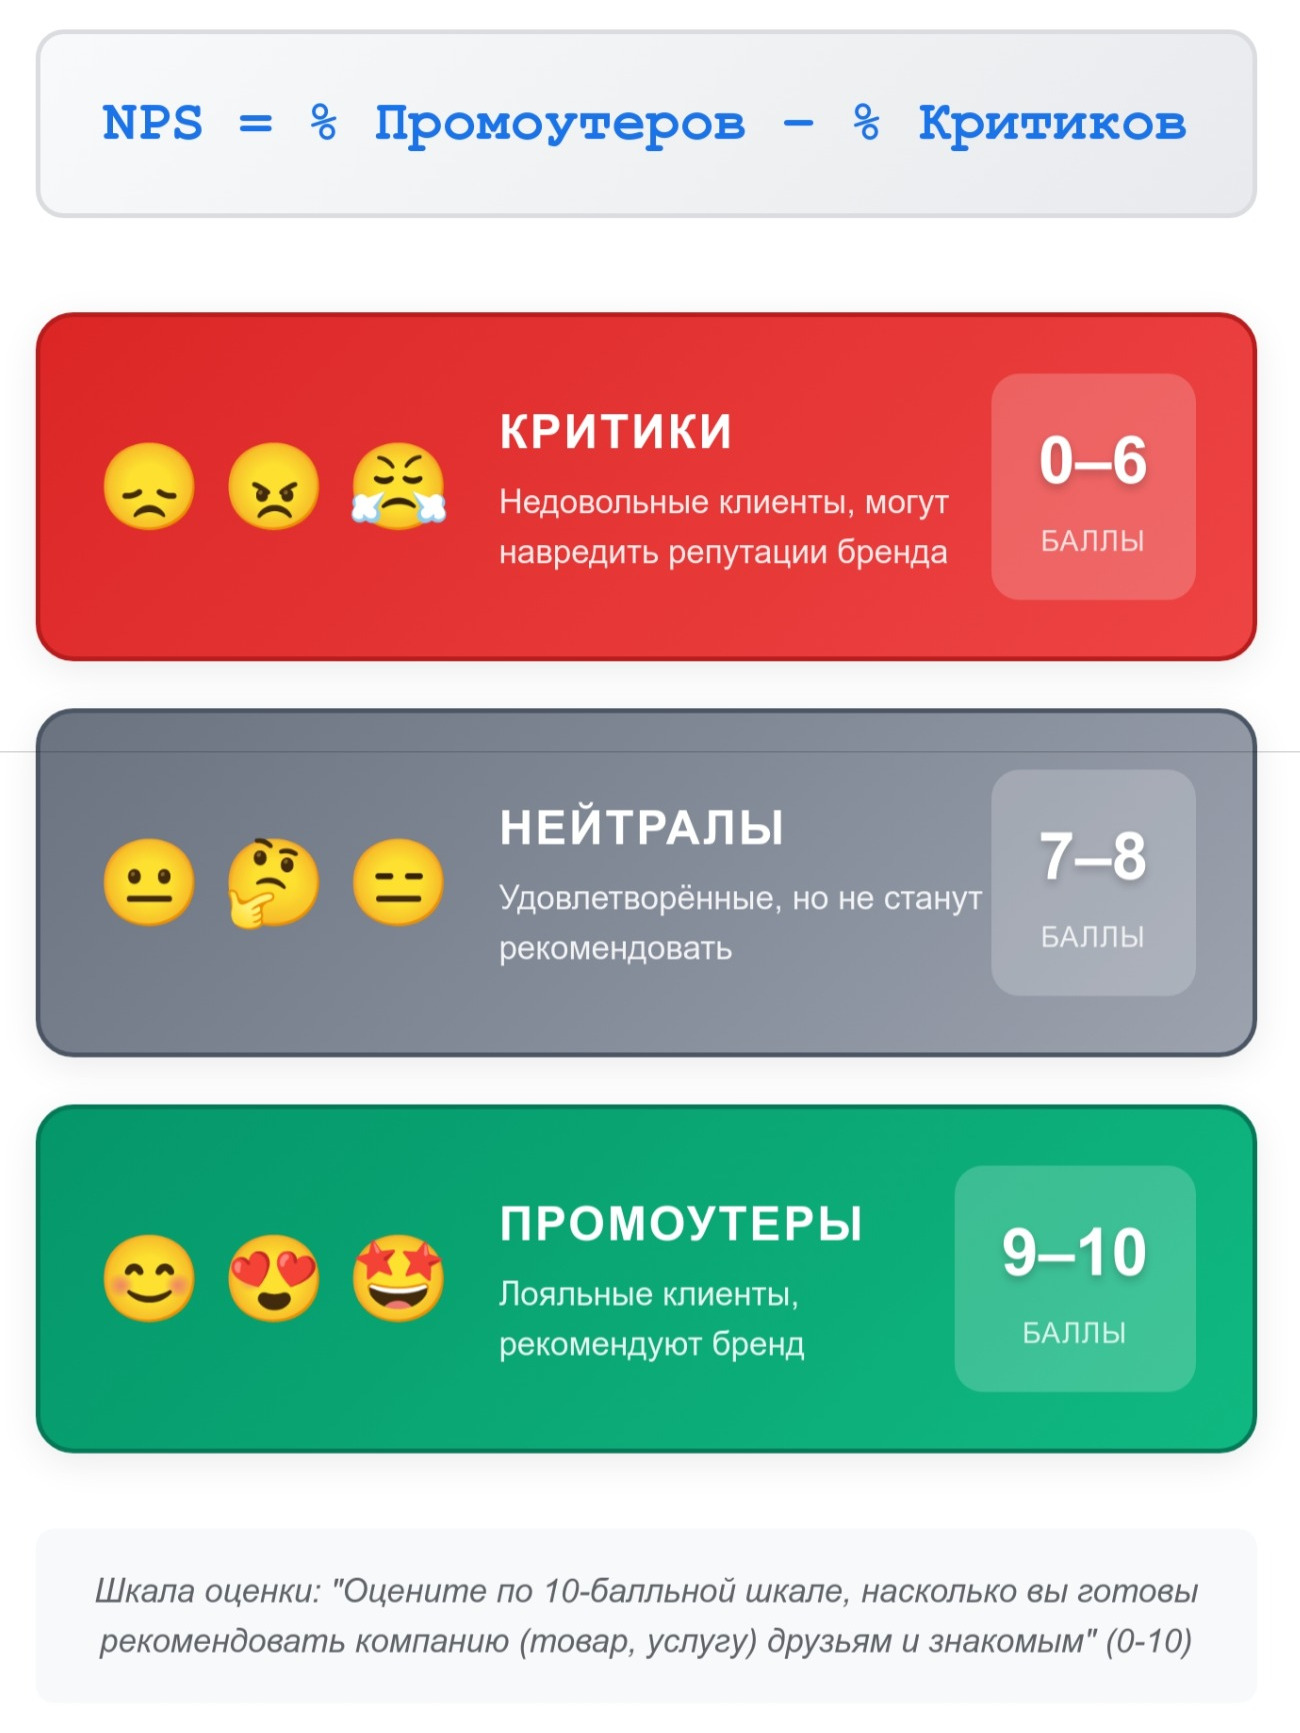 NPS = % Промоутеров − % Критиков
КРИТИКИ
Недовольные клиенты, могут
навредить репутации бренда
0–6
БАЛЛЫ
НЕЙТРАЛЫ
Удовлетворённые, но не станут
рекомендовать
7–8
БАЛЛЫ
ПРОМОУТЕРЫ
Лояльные клиенты,
рекомендуют бренд
9–10
БАЛЛЫ
Шкала оценки: "Оцените по 10-балльной шкале, насколько вы готовы
рекомендовать компанию (товар, услугу) друзьям и знакомым" (0-10)